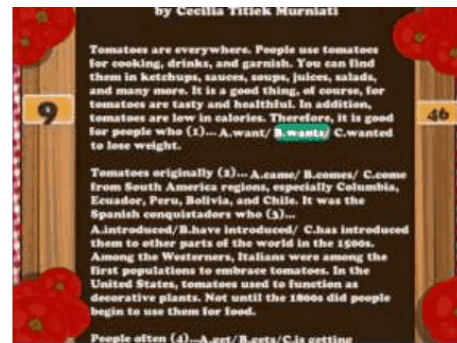 by Cecilia Titiek Murniati
Tomatoes are everywhere. People use tomatoes
for cooking, drinks, and garnish. You can find
them in ketchups, sauces, soups, juices, salads,
and many more. It is a good thing, of course, for
tomatoes are tasty and healthful. In addition,
tomatoes are low in calories. Therefore, it is good
for people who (1)... A.want/ B.wants/ C.wanted
to lose weight.
9
46
Tomatoes originally (2)... A.came/ B.comes/ C.come
from South America regions, especially Columbia,
Ecuador, Peru, Bolivia, and Chile. It was the
Spanish conquistadors who (3)...
A.introduced/B.have introduced/ C.has introduced
them to other parts of the world in the 1500s.
Among the Westerners, Italians were among the
first populations to embrace tomatoes. In the
United States, tomatoes used to function as
decorative plants. Not until the 1800s did people
begin to use them for food.
People often (4)...A.get/B.gets/C.is getting